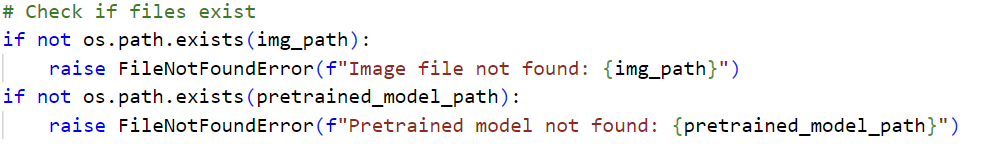 # Check if files exist
if not os.path.exists(img_path):
    raise FileNotFoundError(f"Image file not found: {img_path}")
if not os.path.exists(pretrained_model_path):
    raise FileNotFoundError(f"Pretrained model not found: {pretrained_model_path}")